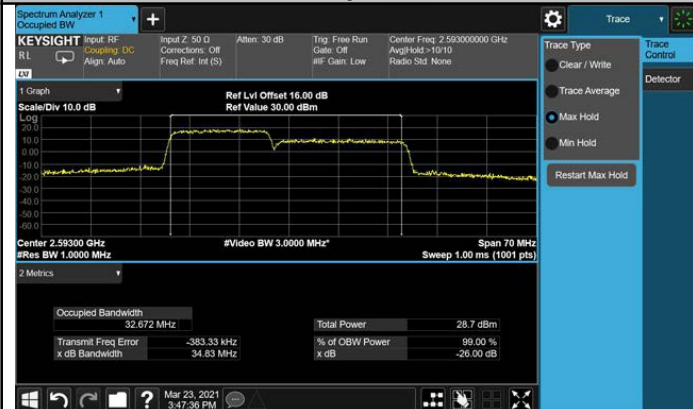 Spectrum Analyzer 1
Occupied BW
+
Trace
KEYSIGHT
RL
LXI
Input: RF
Coupling: DC
Align: Auto
Input Z: 50 Ω
Corrections: Off
Freq Ref: Int (S)
Atten: 30 dB
Trig: Free Run
Gate: Off
#IF Gain: Low
Center Freq: 2.593000000 GHz
Avg|Hold:>10/10
Radio Std: None
Trace Type
Clear / Write
Trace Average
Max Hold
Min Hold
Restart Max Hold
Trace
Control
Detector
1 Graph
Scale/Div 10.0 dB
Ref Lvl Offset 16.00 dB
Ref Value 30.00 dBm
Log
20.0
10.0
0.00
-10.0
-20.0
-30.0
-40.0
-50.0
-60.0
Center 2.59300 GHz
#Res BW 1.0000 MHz
#Video BW 3.0000 MHz*
Span 70 MHz
Sweep 1.00 ms (1001 pts)
2 Metrics
Occupied Bandwidth
32.672 MHz
Total Power 28.7 dBm
Transmit Freq Error -383.33 kHz
% of OBW Power 99.00 %
x dB Bandwidth 34.83 MHz
x dB -26.00 dB
?
Mar 23, 2021
3:47:36 PM